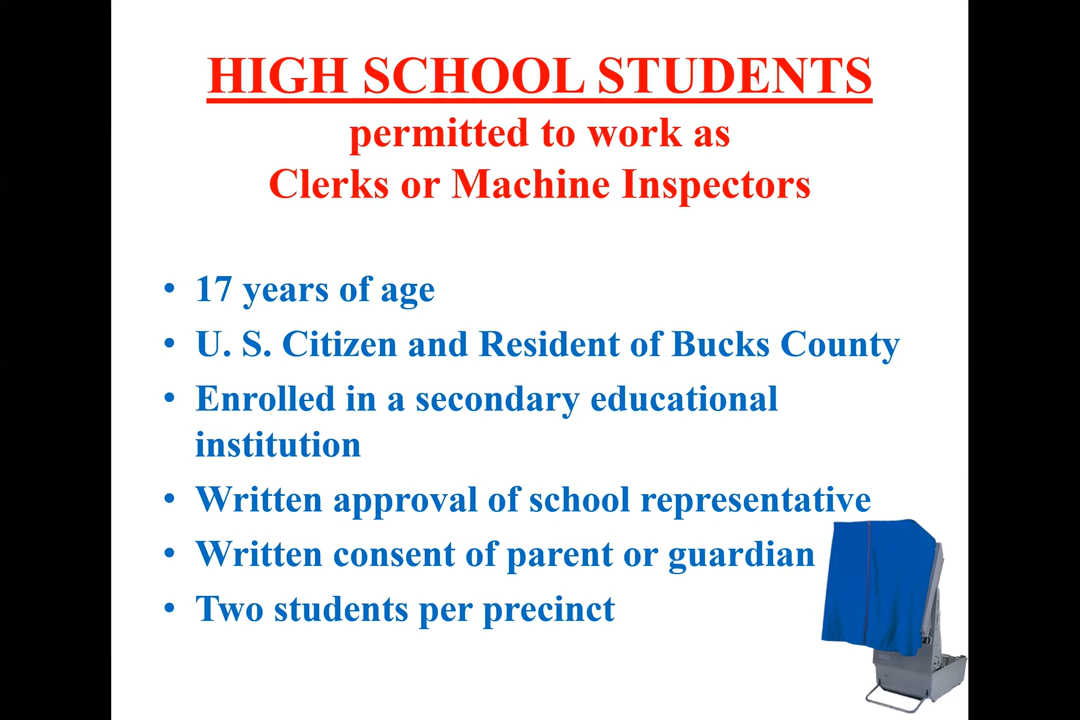 HIGH SCHOOL STUDENTS
permitted to work as
Clerks or Machine Inspectors
• 17 years of age
• U. S. Citizen and Resident of Bucks County
• Enrolled in a secondary educational
institution
• Written approval of school representative
• Written consent of parent or guardian
• Two students per precinct